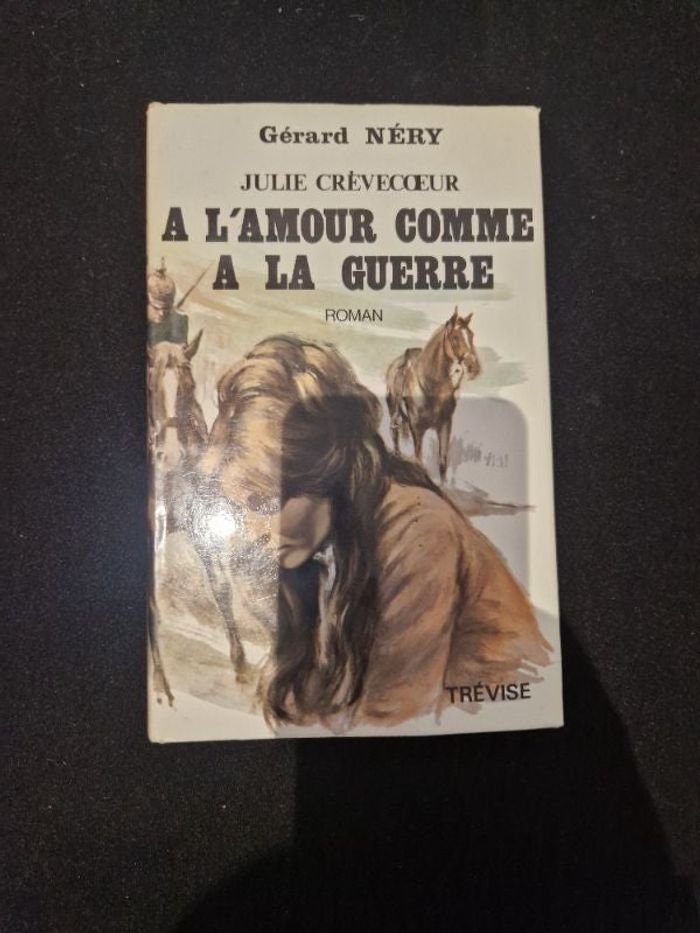 Gérard NÉRY
JULIE CRÈVECŒUR
A L'AMOUR COMME
A LA GUERRE
ROMAN
TRÉVISE